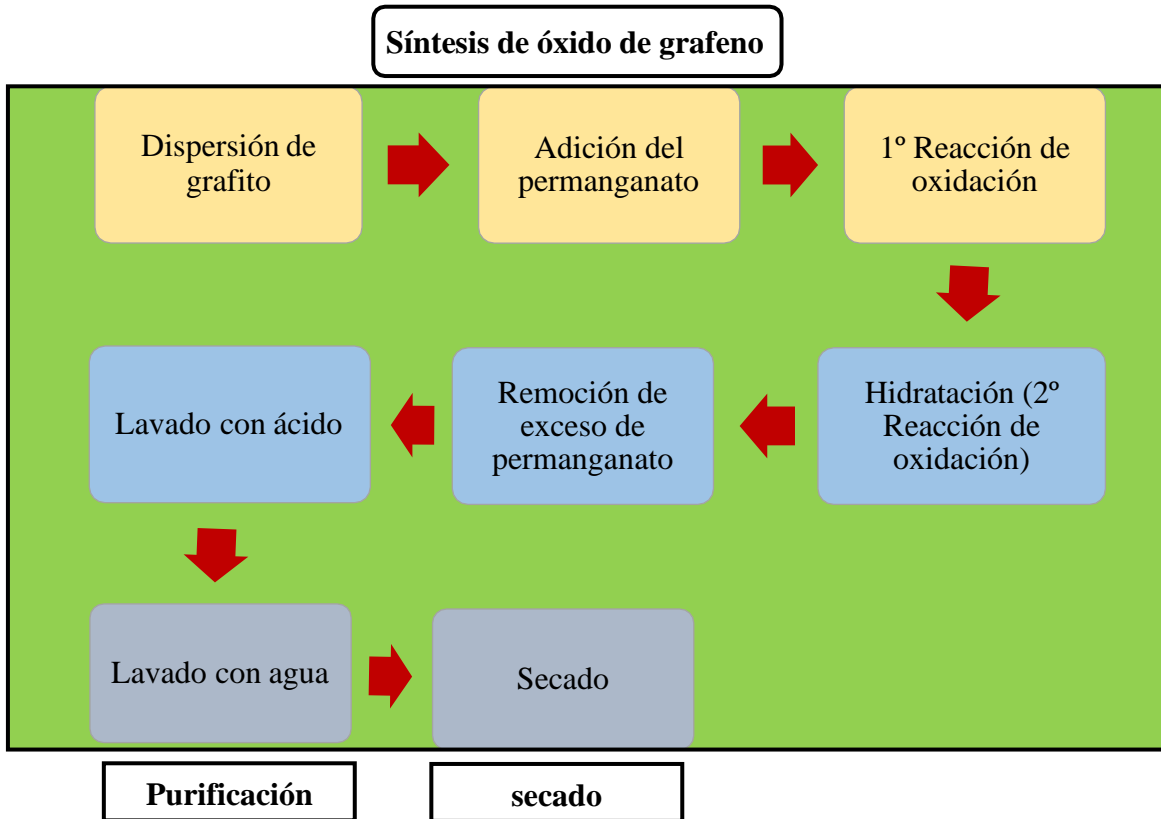 Síntesis de óxido de grafeno
Dispersión de
grafito
Adición del
permanganato
1º Reacción de
oxidación
Hidratación (2º
Reacción de
oxidación)
Remoción de
exceso de
permanganato
Lavado con ácido
Lavado con agua
Secado
Purificación
secado